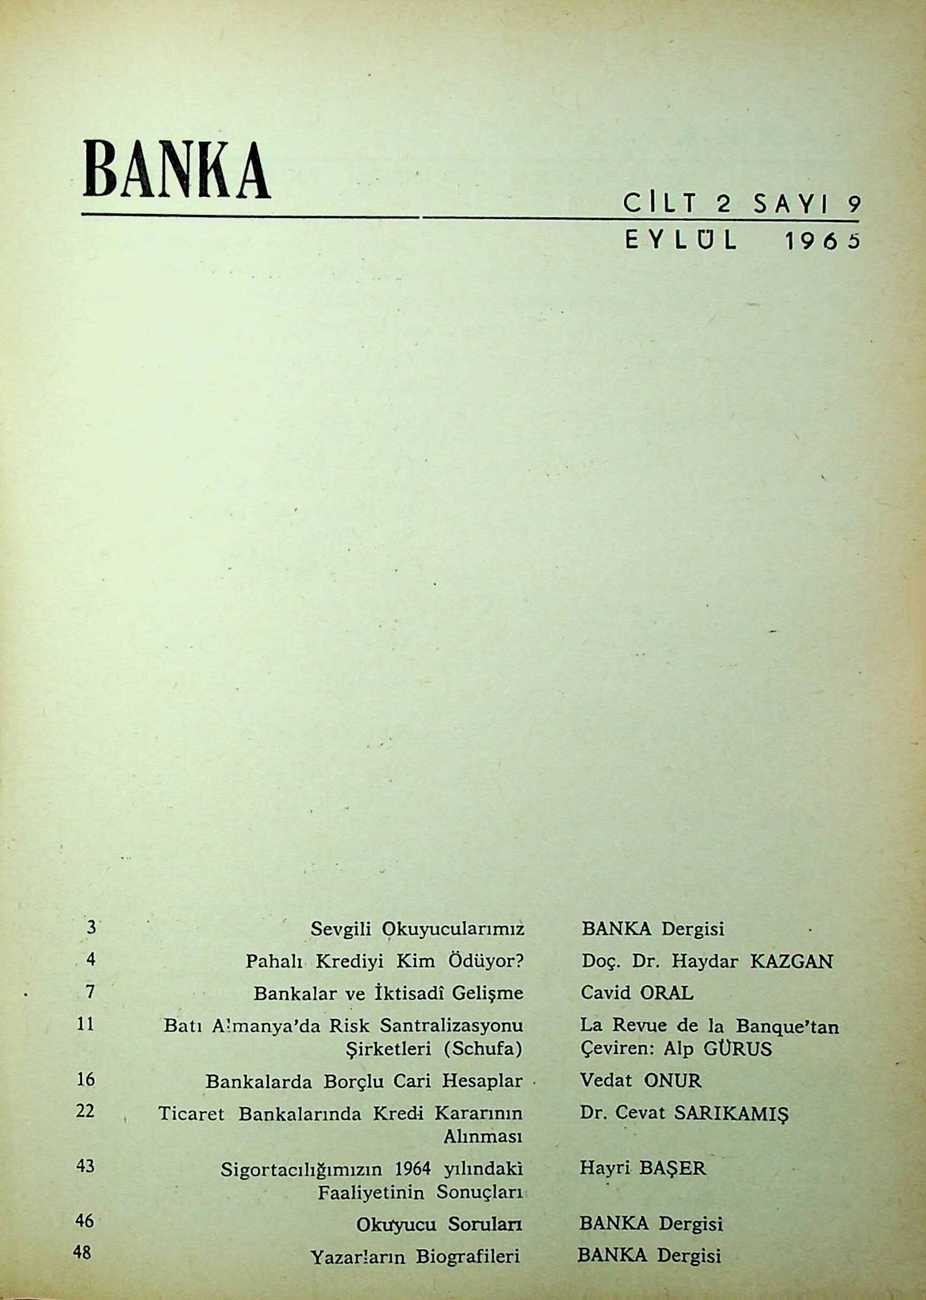 BANKA
CİLT 2 SAYI 9
EYLÜL 1965
3 Sevgili Okuyucularımız BANKA Dergisi
4 Pahalı Krediyi Kim Ödüyor? Doç. Dr. Haydar KAZGAN
7 Bankalar ve İktisadî Gelişme Cavid ORAL
11 Batı Almanya'da Risk Santralizasyonu La Revue de la Banque'tan
Şirketleri (Schufa) Çeviren: Alp GÜRUS
16 Bankalarda Borçlu Cari Hesaplar Vedat ONUR
22 Ticaret Bankalarında Kredi Kararının Dr. Cevat SARIKAMIŞ
Alınması
43 Sigortacılığımızın 1964 yılındaki Hayri BAŞER
Faaliyetinin Sonuçları
46 Okuyucu Soruları BANKA Dergisi
48 Yazarların Biografileri BANKA Dergisi